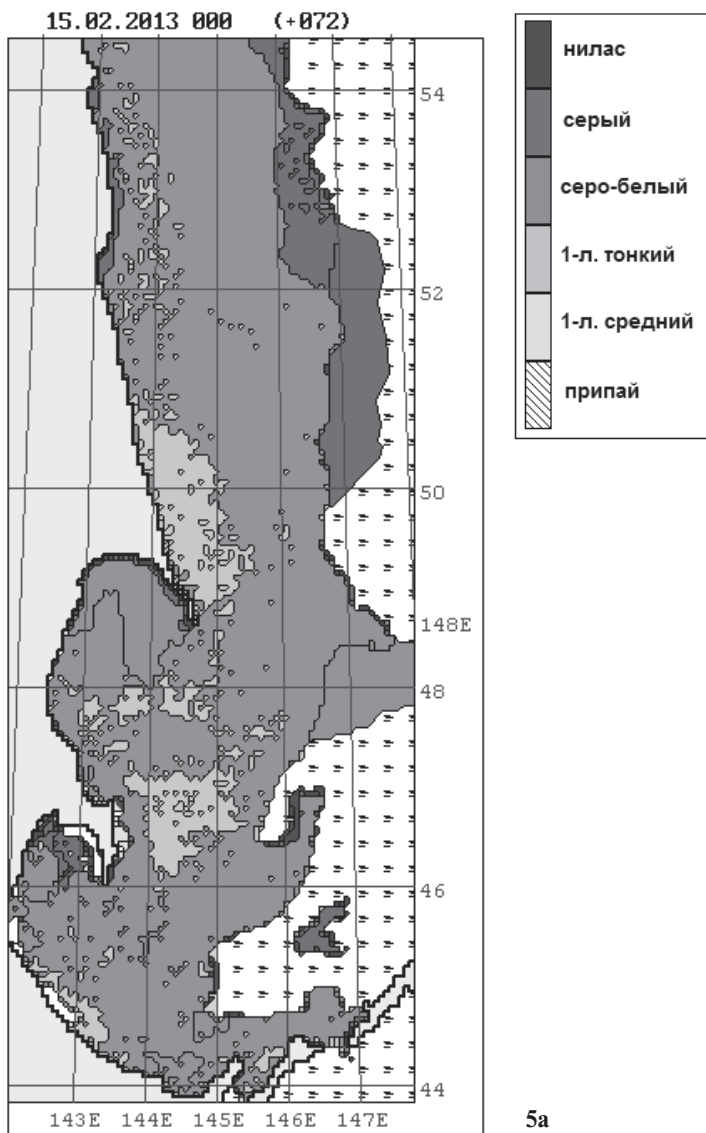 15.02.2013 000 (+072)
нилас
серый
серо-белый
1-л. тонкий
1-л. средний
припай
54
52
50
148E
48
46
44
143E 144E 145E 146E 147E
5а